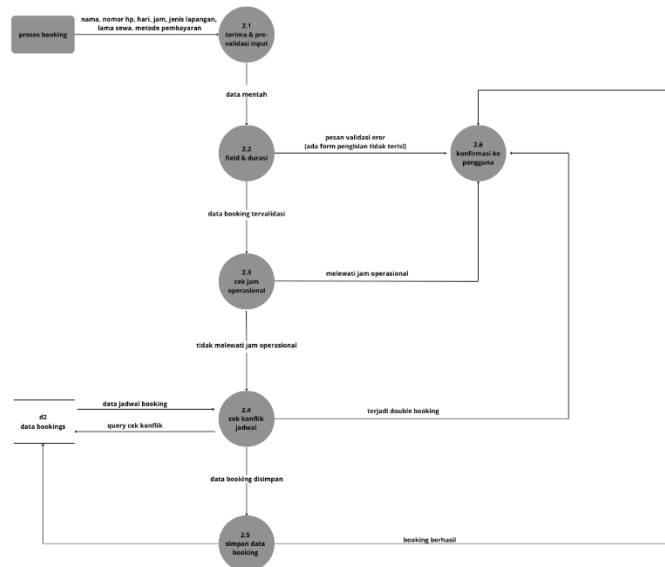 proses booking
nama, nomor hp, hari, jam, jenis lapangan,
lama sewa. metode pembayaran
2.1
terima & pre-
validasi input
data mentah
2.2
field & durasi
pesan validasi eror
(ada form pengisian tidak terisi)
2.6
konfirmasi ke
pengguna
data booking tervalidasi
2.3
cek jam
operasional
melewati jam operasional
tidak melewati jam operasional
d2
data bookings
data jadwal booking
query cek konflik
2.4
cek konflik
jadwal
terjadi double booking
data booking disimpan
2.5
simpan data
booking
booking berhasil